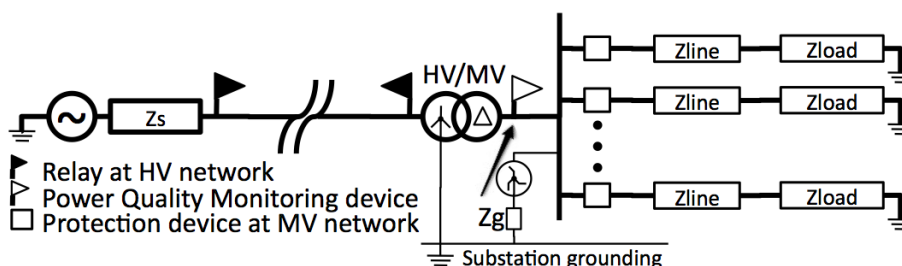 HV/MV
Zs
Zline
Zload
Zline
Zload
Zline
Zload
Relay at HV network
Power Quality Monitoring device
Protection device at MV network
Zg
Substation grounding